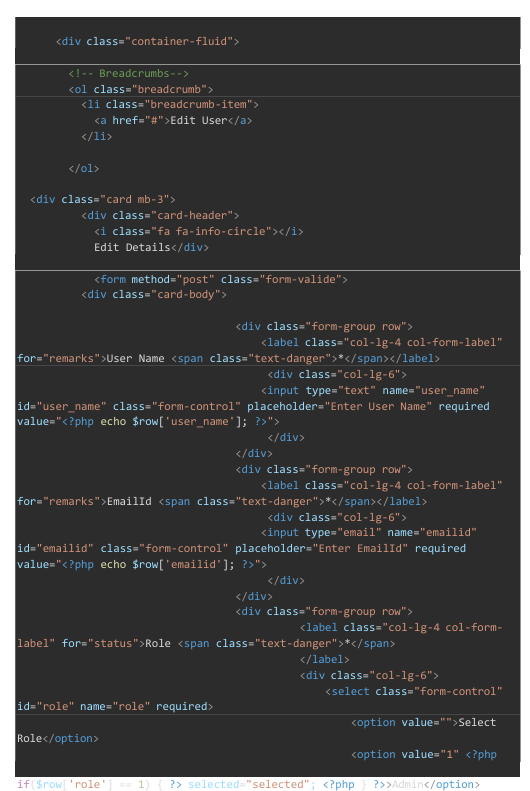 <div class="container-fluid">
<!-- Breadcrumbs-->
<ol class="breadcrumb">
<li class="breadcrumb-item">
<a href="#">Edit User</a>
</li>
</ol>
<div class="card mb-3">
<div class="card-header">
<i class="fa fa-info-circle"></i>
Edit Details</div>
<form method="post" class="form-valide">
<div class="card-body">
<div class="form-group row">
<label class="col-lg-4 col-form-label"
for="remarks">User Name <span class="text-danger">*</span></label>
<div class="col-lg-6">
<input type="text" name="user_name"
id="user_name" class="form-control" placeholder="Enter User Name" required
value="<?php echo $row['user_name']; ?>">
</div>
</div>
<div class="form-group row">
<label class="col-lg-4 col-form-label"
for="remarks">EmailId <span class="text-danger">*</span></label>
<div class="col-lg-6">
<input type="email" name="emailid"
id="emailid" class="form-control" placeholder="Enter EmailId" required
value="<?php echo $row['emailid']; ?>">
</div>
</div>
<div class="form-group row">
<label class="col-lg-4 col-form-
label" for="status">Role <span class="text-danger">*</span>
</label>
<div class="col-lg-6">
<select class="form-control"
id="role" name="role" required>
<option value="">Select
Role</option>
<option value="1" <?php
if($row['role'] == 1) { ?> selected="selected"; <?php } ?>>Admin</option>